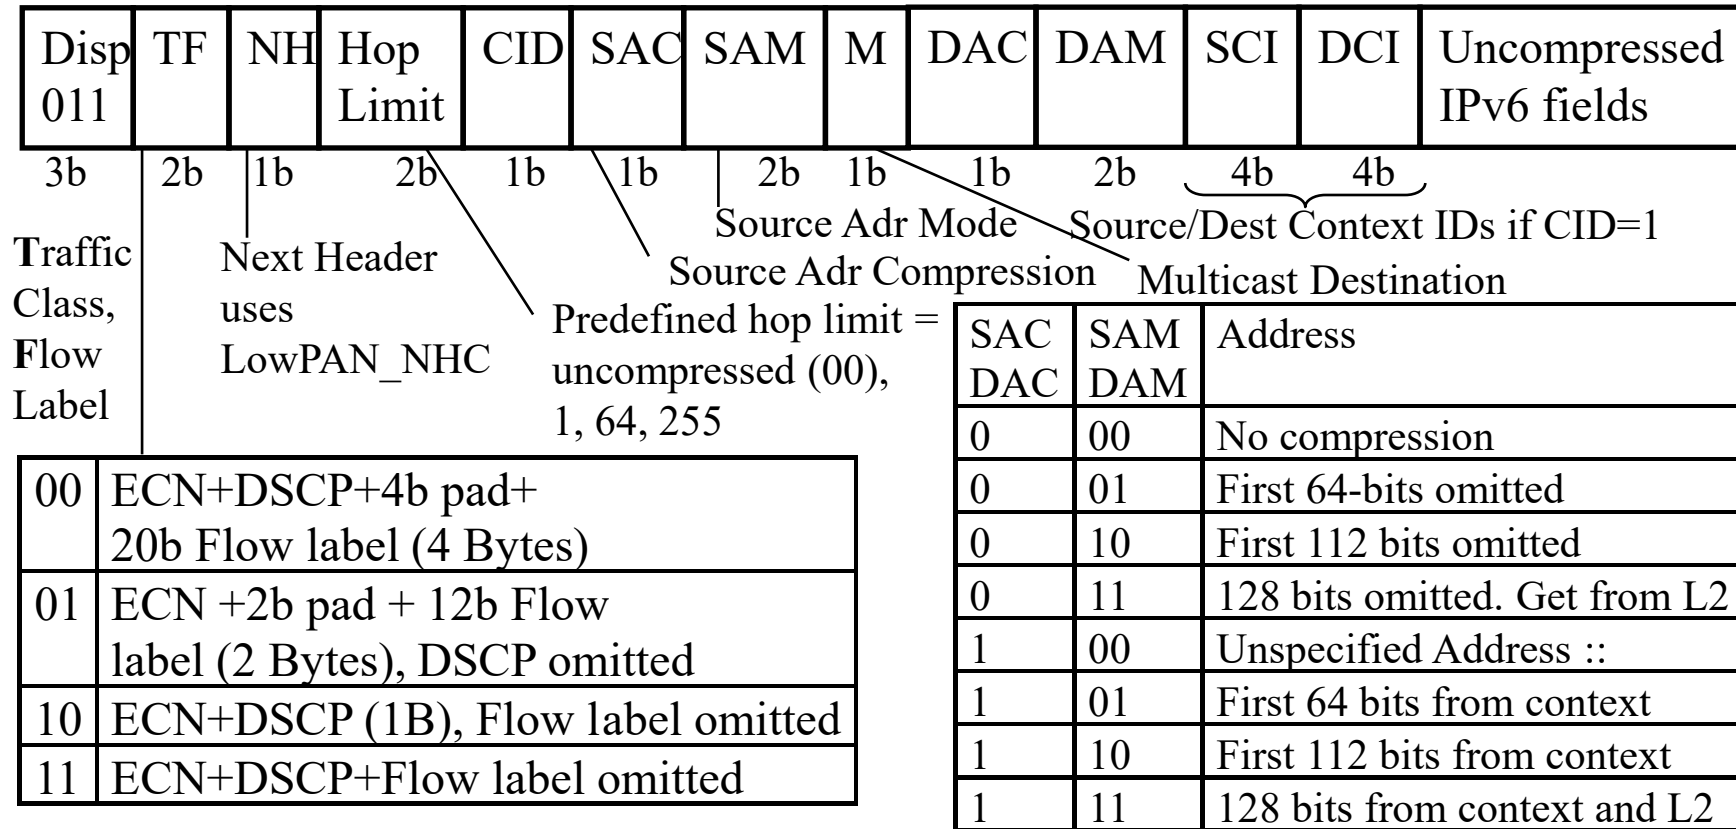 Disp TF NH Hop CID SAC SAM M DAC DAM SCI DCI Uncompressed
011 Limit IPv6 fields
3b 2b 1b 2b 1b 1b 2b 1b 1b 2b 4b 4b
Source Adr Mode Source/Dest Context IDs if CID=1
Traffic
Class,
Flow
Label
Next Header
uses
LowPAN_NHC
Source Adr Compression
Multicast Destination
Predefined hop limit =
uncompressed (00),
1, 64, 255
00 ECN+DSCP+4b pad+
20b Flow label (4 Bytes)
01 ECN +2b pad + 12b Flow
label (2 Bytes), DSCP omitted
10 ECN+DSCP (1B), Flow label omitted
11 ECN+DSCP+Flow label omitted
SAC SAM Address
DAC DAM
0 00 No compression
0 01 First 64-bits omitted
0 10 First 112 bits omitted
0 11 128 bits omitted. Get from L2
1 00 Unspecified Address ::
1 01 First 64 bits from context
1 10 First 112 bits from context
1 11 128 bits from context and L2